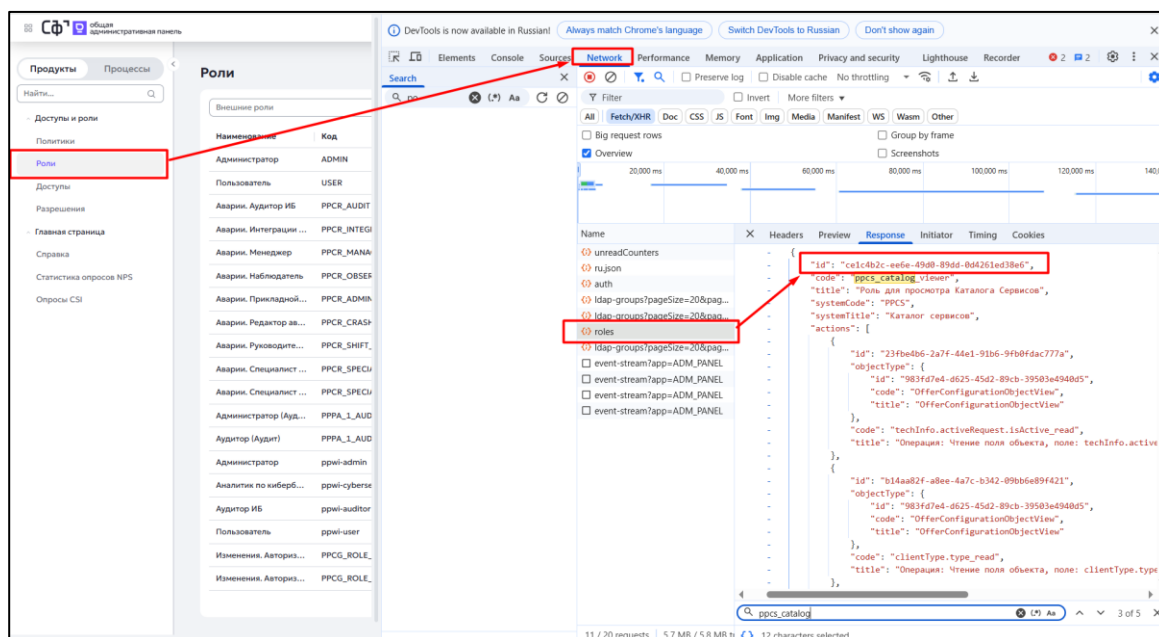 Сфера общая
административная панель
Продукты Процессы
Найти...
Доступы и роли
Политики
Роли
Доступы
Разрешения
Главная страница
Справка
Статистика опросов NPS
Опросы CSI
Роли
Внешние роли
Наименование Код
Администратор ADMIN
Пользователь USER
Аварии. Аудитор ИБ PPCR_AUDIT
Аварии. Интеграции ... PPCR_INTEGI
Аварии. Менеджер PPCR_MANA
Аварии. Наблюдатель PPCR_OBSER
Аварии. Прикладной... PPCR_ADMIN
Аварии. Редактор ав... PPCR_CRASH
Аварии. Руководите... PPCR_SHIFT_
Аварии. Специалист ... PPCR_SPECIA
Аварии. Специалист ... PPCR_SPECIA
Администратор (Ауд... PPPA_1_AUD
Аудитор (Аудит) PPPA_1_AUD
Администратор ppwi-admin
Аналитик по киберб... ppwi-cyberse
Аудитор ИБ ppwi-auditor
Пользователь ppwi-user
Изменения. Авториз... PPCG_ROLE_
Изменения. Авториз... PPCG_ROLE_
DevTools is now available in Russian! Always match Chrome's language Switch DevTools to Russian Don't show again
Elements Console Sources Network Performance Memory Application Privacy and security Lighthouse Recorder 2 2
Search
po (.*) Aa
Preserve log Disable cache No throttling
Filter Invert More filters
All Fetch/XHR Doc CSS JS Font Img Media Manifest WS Wasm Other
Big request rows Group by frame
Overview Screenshots
20,000 ms 40,000 ms 60,000 ms 80,000 ms 100,000 ms 120,000 ms 140,
Name
unreadCounters
ru.json
auth
ldap-groups?pageSize=20&pag...
ldap-groups?pageSize=20&pag...
roles
ldap-groups?pageSize=20&pag...
event-stream?app=ADM_PANEL
event-stream?app=ADM_PANEL
event-stream?app=ADM_PANEL
event-stream?app=ADM_PANEL
Headers Preview Response Initiator Timing Cookies
{
"id": "ce1c4b2c-ee6e-49d0-89dd-0d4261ed38e6",
"code": "ppcs_catalog_viewer",
"title": "Роль для просмотра Каталога Сервисов",
"systemCode": "PPCS",
"systemTitle": "Каталог сервисов",
"actions": [
{
"id": "23fbe4b6-2a7f-44e1-91b6-9fb0fdac777a",
"objectType": {
"id": "983fd7e4-d625-45d2-89cb-39503e4940d5",
"code": "OfferConfigurationObjectView",
"title": "OfferConfigurationObjectView"
},
"code": "techInfo.activeRequest.isActive_read",
"title": "Операция: Чтение поля объекта, поле: techInfo.active
},
{
"id": "b14aa82f-a8ee-4a7c-b342-09bb6e89f421",
"objectType": {
"id": "983fd7e4-d625-45d2-89cb-39503e4940d5",
"code": "OfferConfigurationObjectView",
"title": "OfferConfigurationObjectView"
},
"code": "clientType.type_read",
"title": "Операция: Чтение поля объекта, поле: clientType.type
},
ppcs_catalog (.*) Aa 3 of 5
11 / 20 requests 5.7 MB / 5.8 MB t {} 12 characters selected